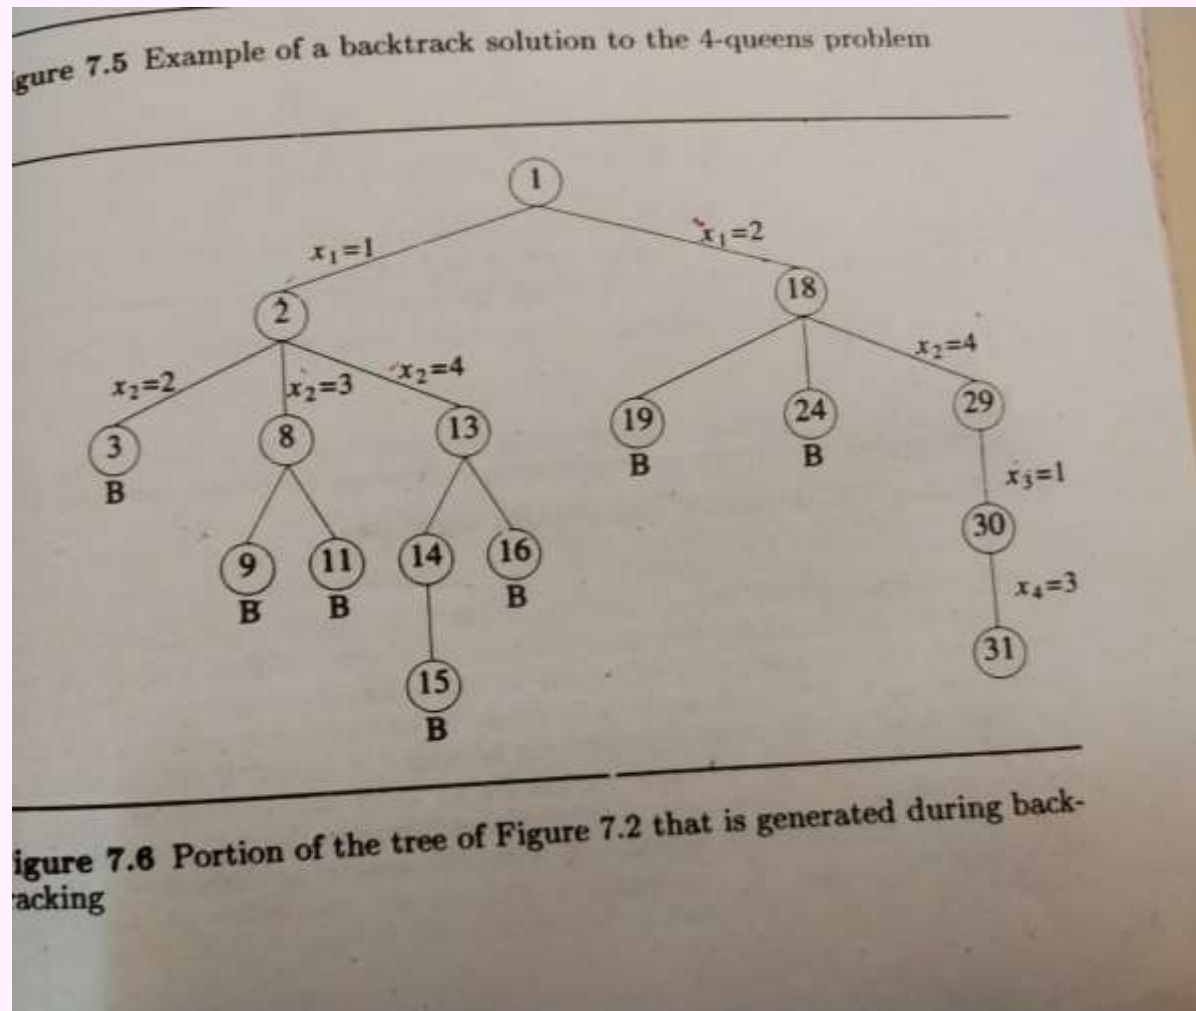 gure 7.5 Example of a backtrack solution to the 4-queens problem
1
x1=1
x1=2
2
18
x2=2
x2=3
x2=4
x2=4
3
8
13
19
24
29
B
B
B
x3=1
9
11
14
16
30
B
B
B
x4=3
15
31
B
igure 7.6 Portion of the tree of Figure 7.2 that is generated during back-
acking